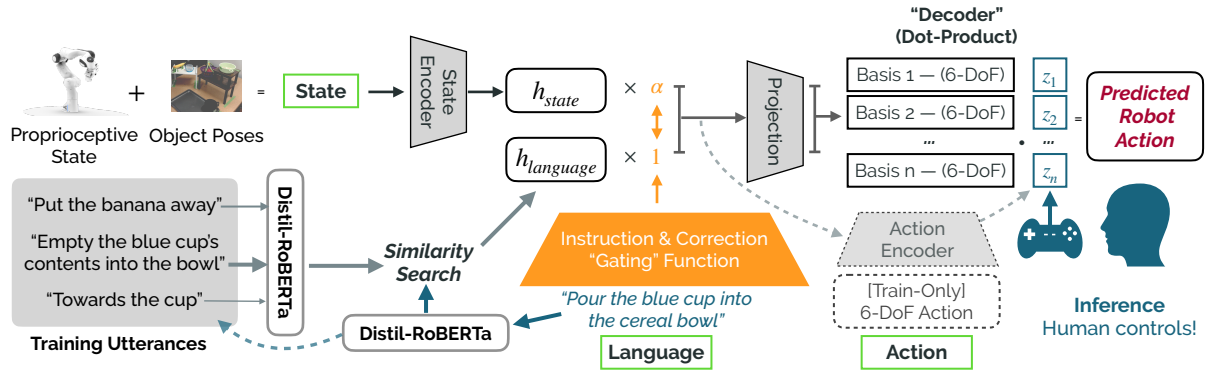 "Decoder"
(Dot-Product)
Proprioceptive
State
+
Object Poses
=
State
State
Encoder
h_state
× α
h_language
× 1
Projection
Basis 1 — (6-DoF)
Basis 2 — (6-DoF)
...
Basis n — (6-DoF)
·
z_1
z_2
...
z_n
=
Predicted
Robot
Action
"Put the banana away"
"Empty the blue cup's
contents into the bowl"
"Towards the cup"
Training Utterances
Distil-RoBERTa
Similarity
Search
Distil-RoBERTa
Instruction & Correction
"Gating" Function
"Pour the blue cup into
the cereal bowl"
Language
Action
Encoder
[Train-Only]
6-DoF Action
Action
Inference
Human controls!